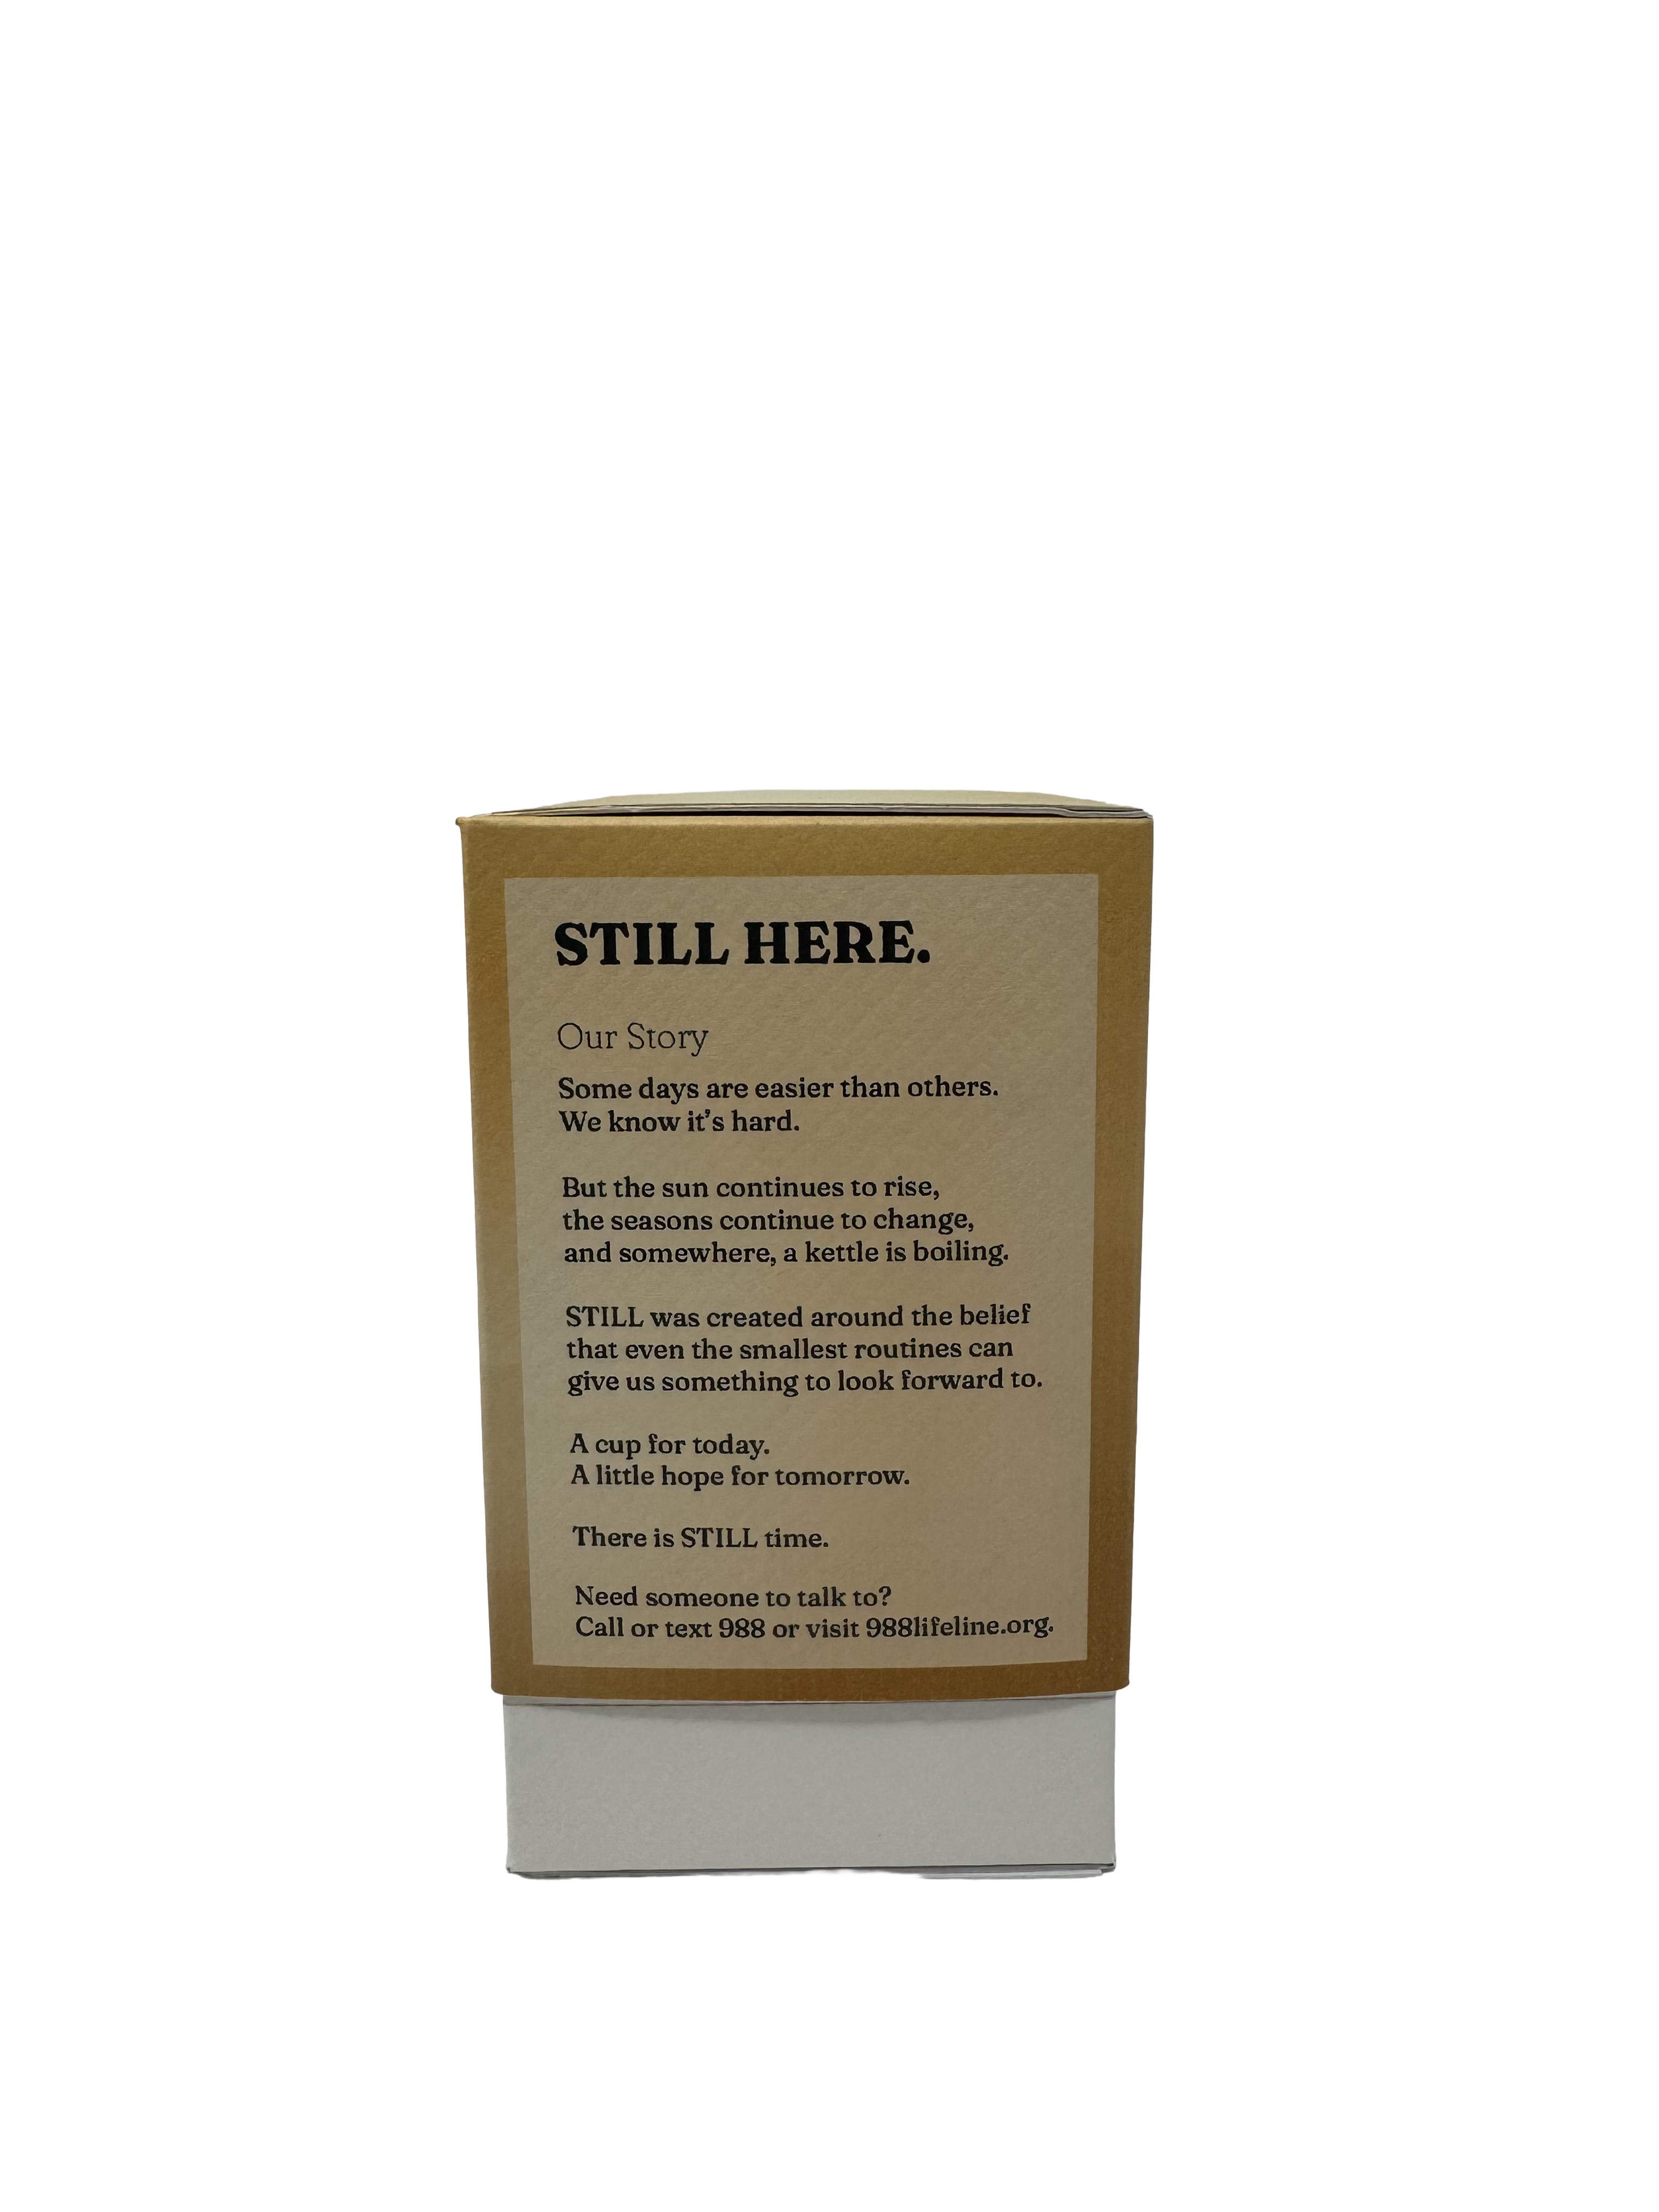 STILL HERE.
Our Story
Some days are easier than others.
We know it's hard.
But the sun continues to rise,
the seasons continue to change,
and somewhere, a kettle is boiling.
STILL was created around the belief
that even the smallest routines can
give us something to look forward to.
A cup for today.
A little hope for tomorrow.
There is STILL time.
Need someone to talk to?
Call or text 988 or visit 988lifeline.org.